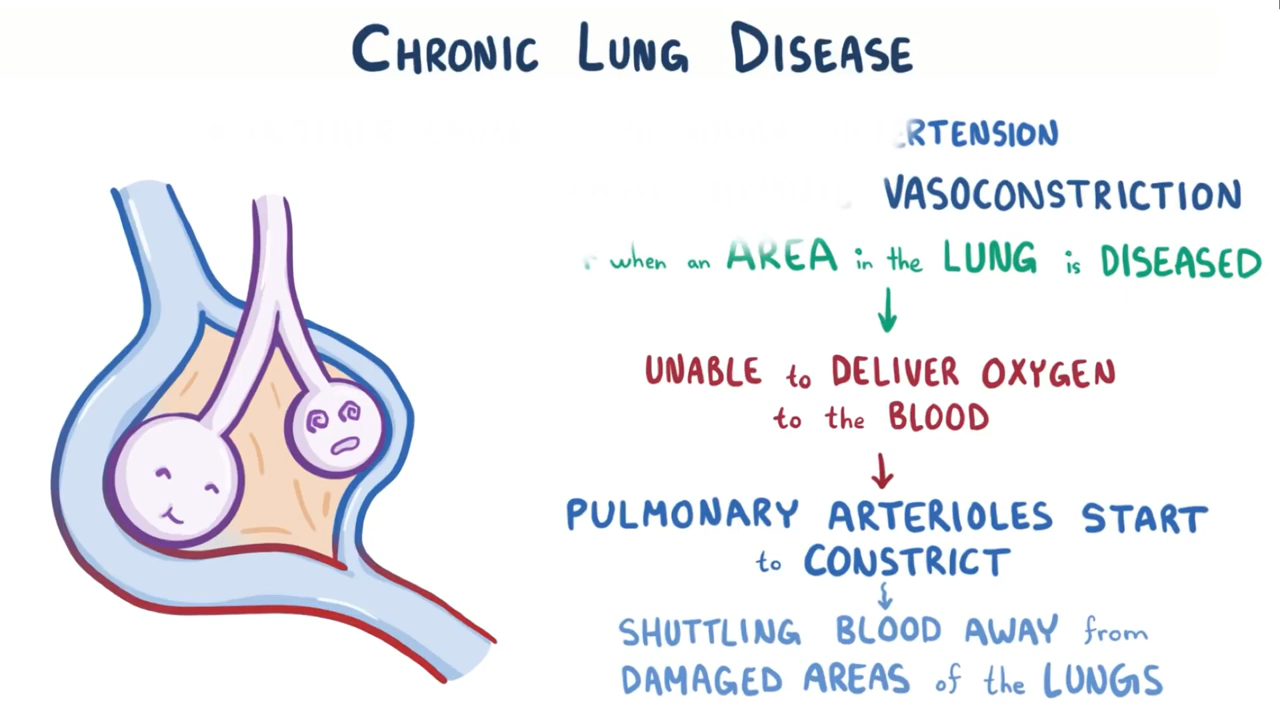 CHRONIC LUNG DISEASE
RTENSION
VASOCONSTRICTION
when an AREA in the LUNG is DISEASED
UNABLE to DELIVER OXYGEN
to the BLOOD
PULMONARY ARTERIOLES START
to CONSTRICT
SHUTTLING BLOOD AWAY from
DAMAGED AREAS of the LUNGS